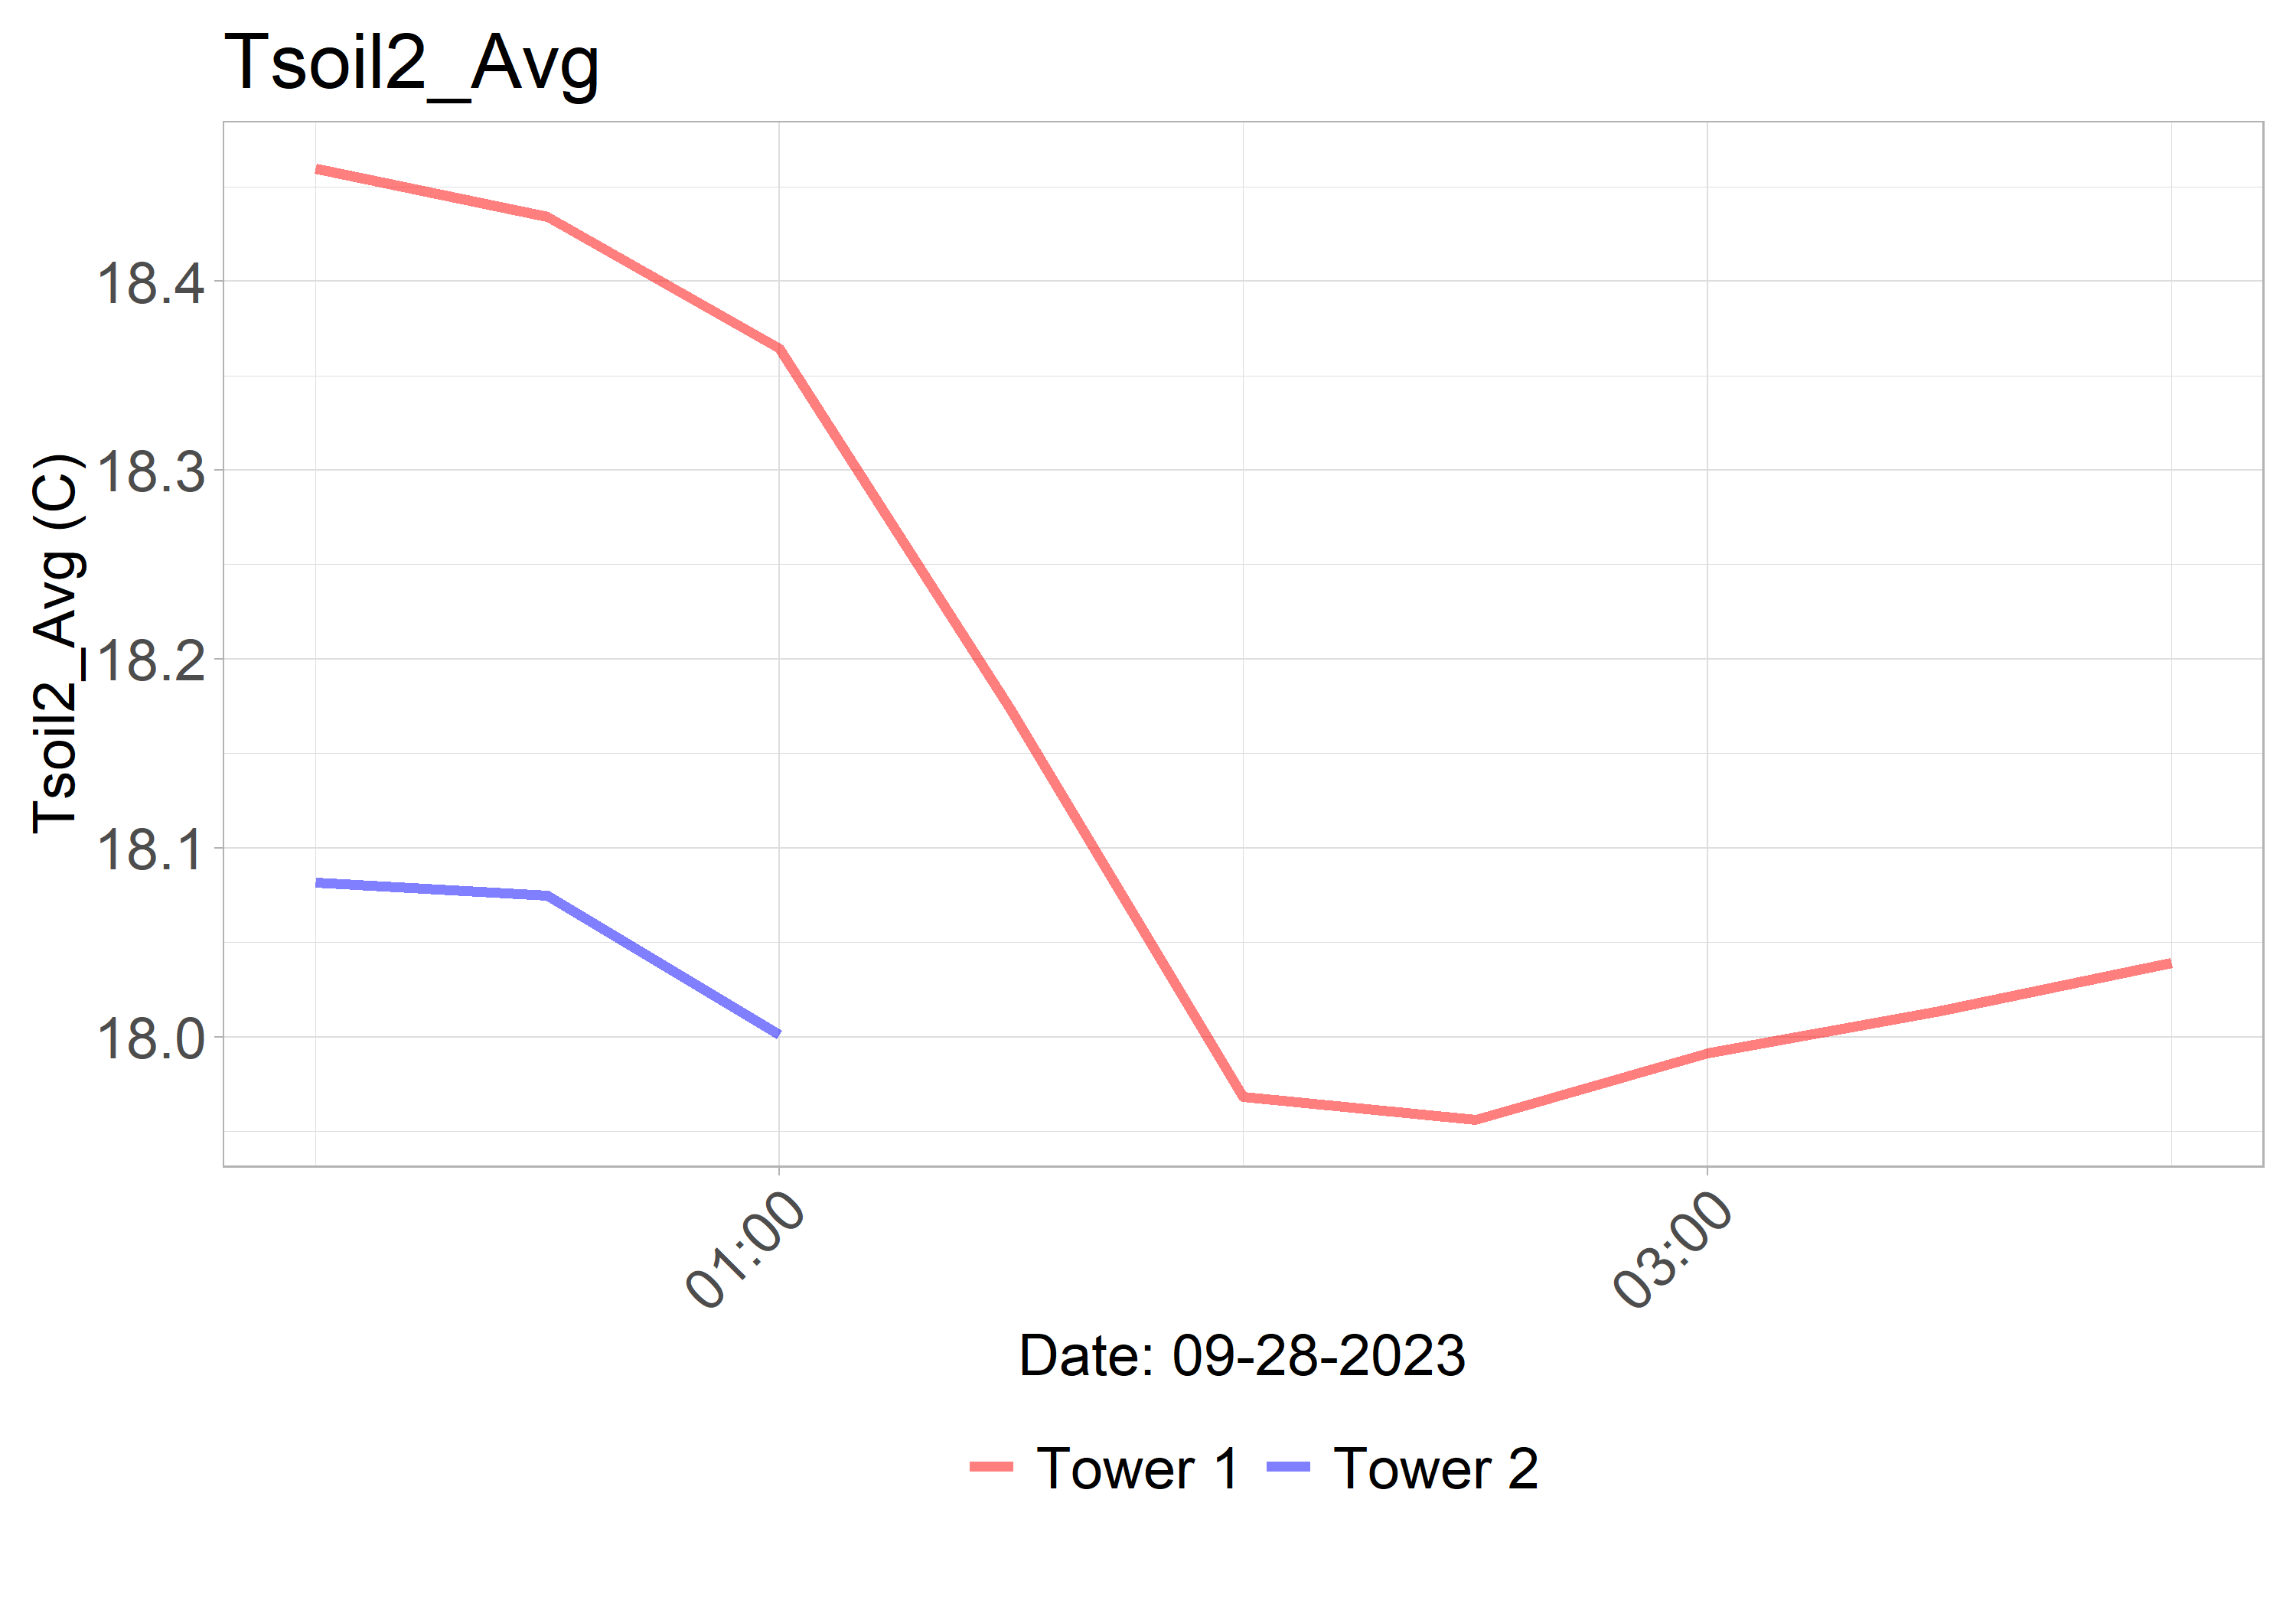 Tsoil2_Avg
Tsoil2_Avg (C)
18.4
18.3
18.2
18.1
18.0
01:00
03:00
Date: 09-28-2023
Tower 1
Tower 2